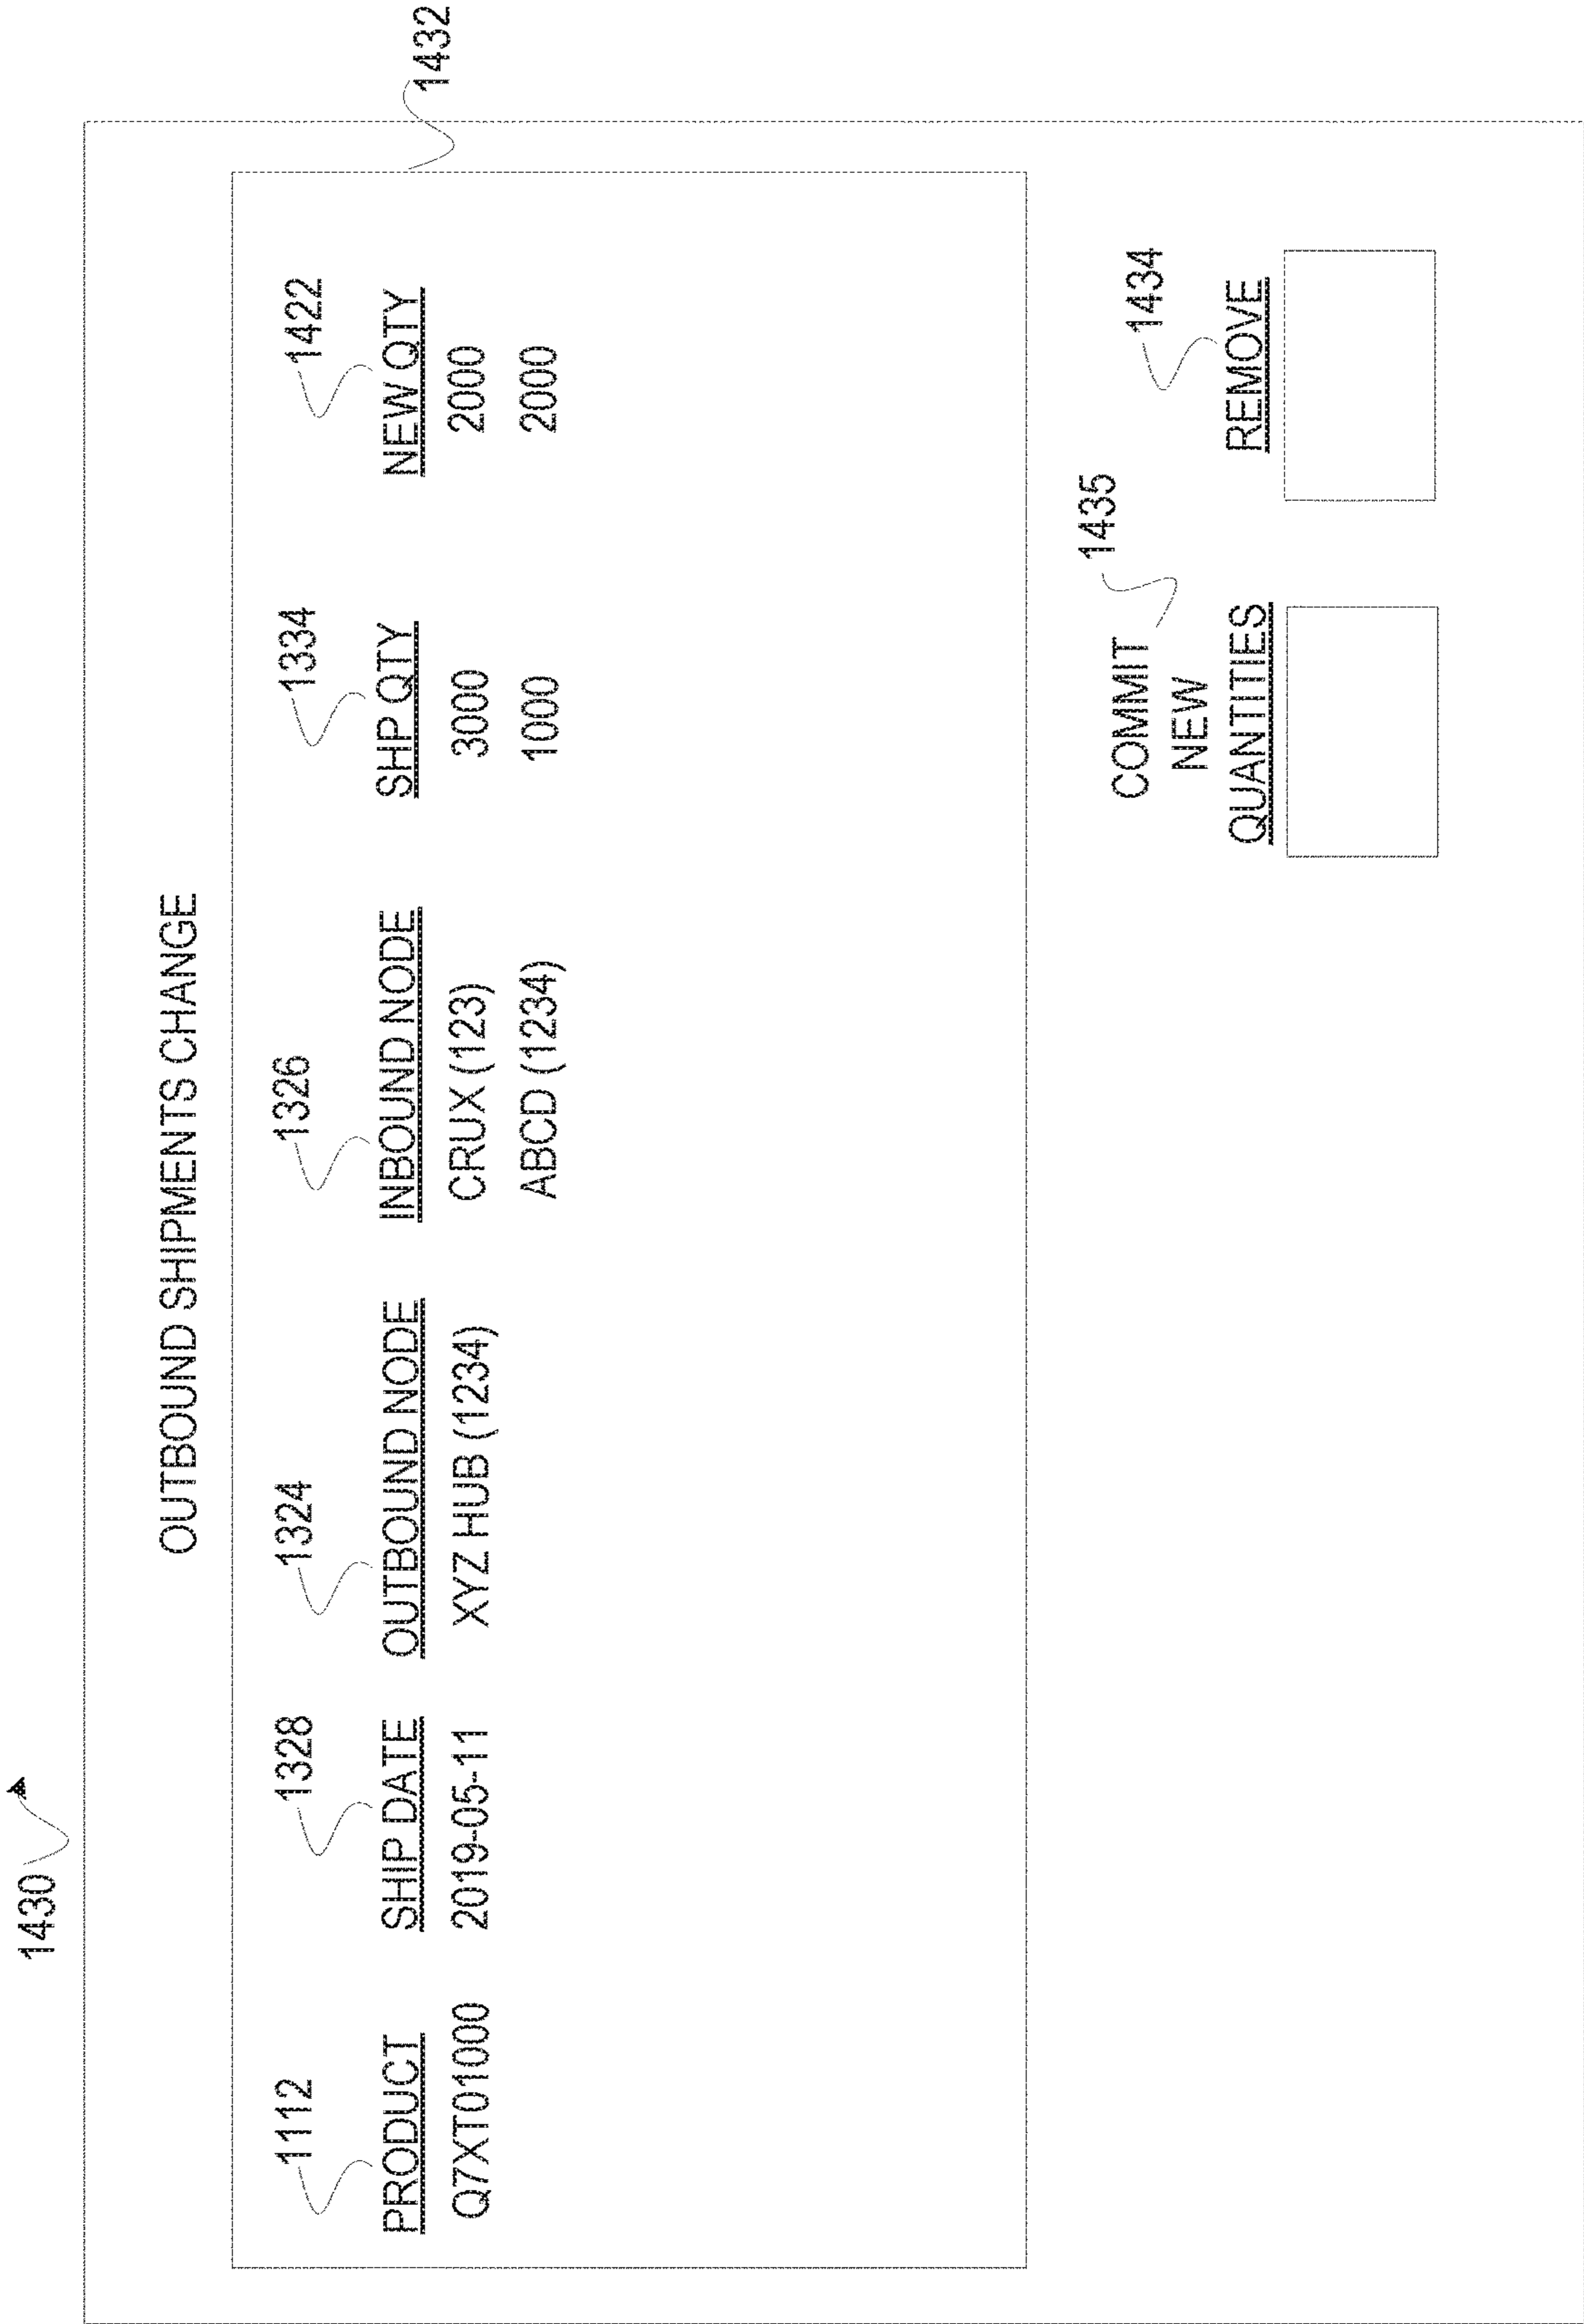 1430
OUTBOUND SHIPMENTS CHANGE
1432
1112 1328 1324 1326 1334 1422
PRODUCT SHIP DATE OUTBOUND NODE INBOUND NODE SHP QTY NEW QTY
Q7XT01000 2019-05-11 XYZ HUB (1234) CRUX (123) 3000 2000
ABCD (1234) 1000 2000
1435 1434
COMMIT
NEW
QUANTITIES REMOVE